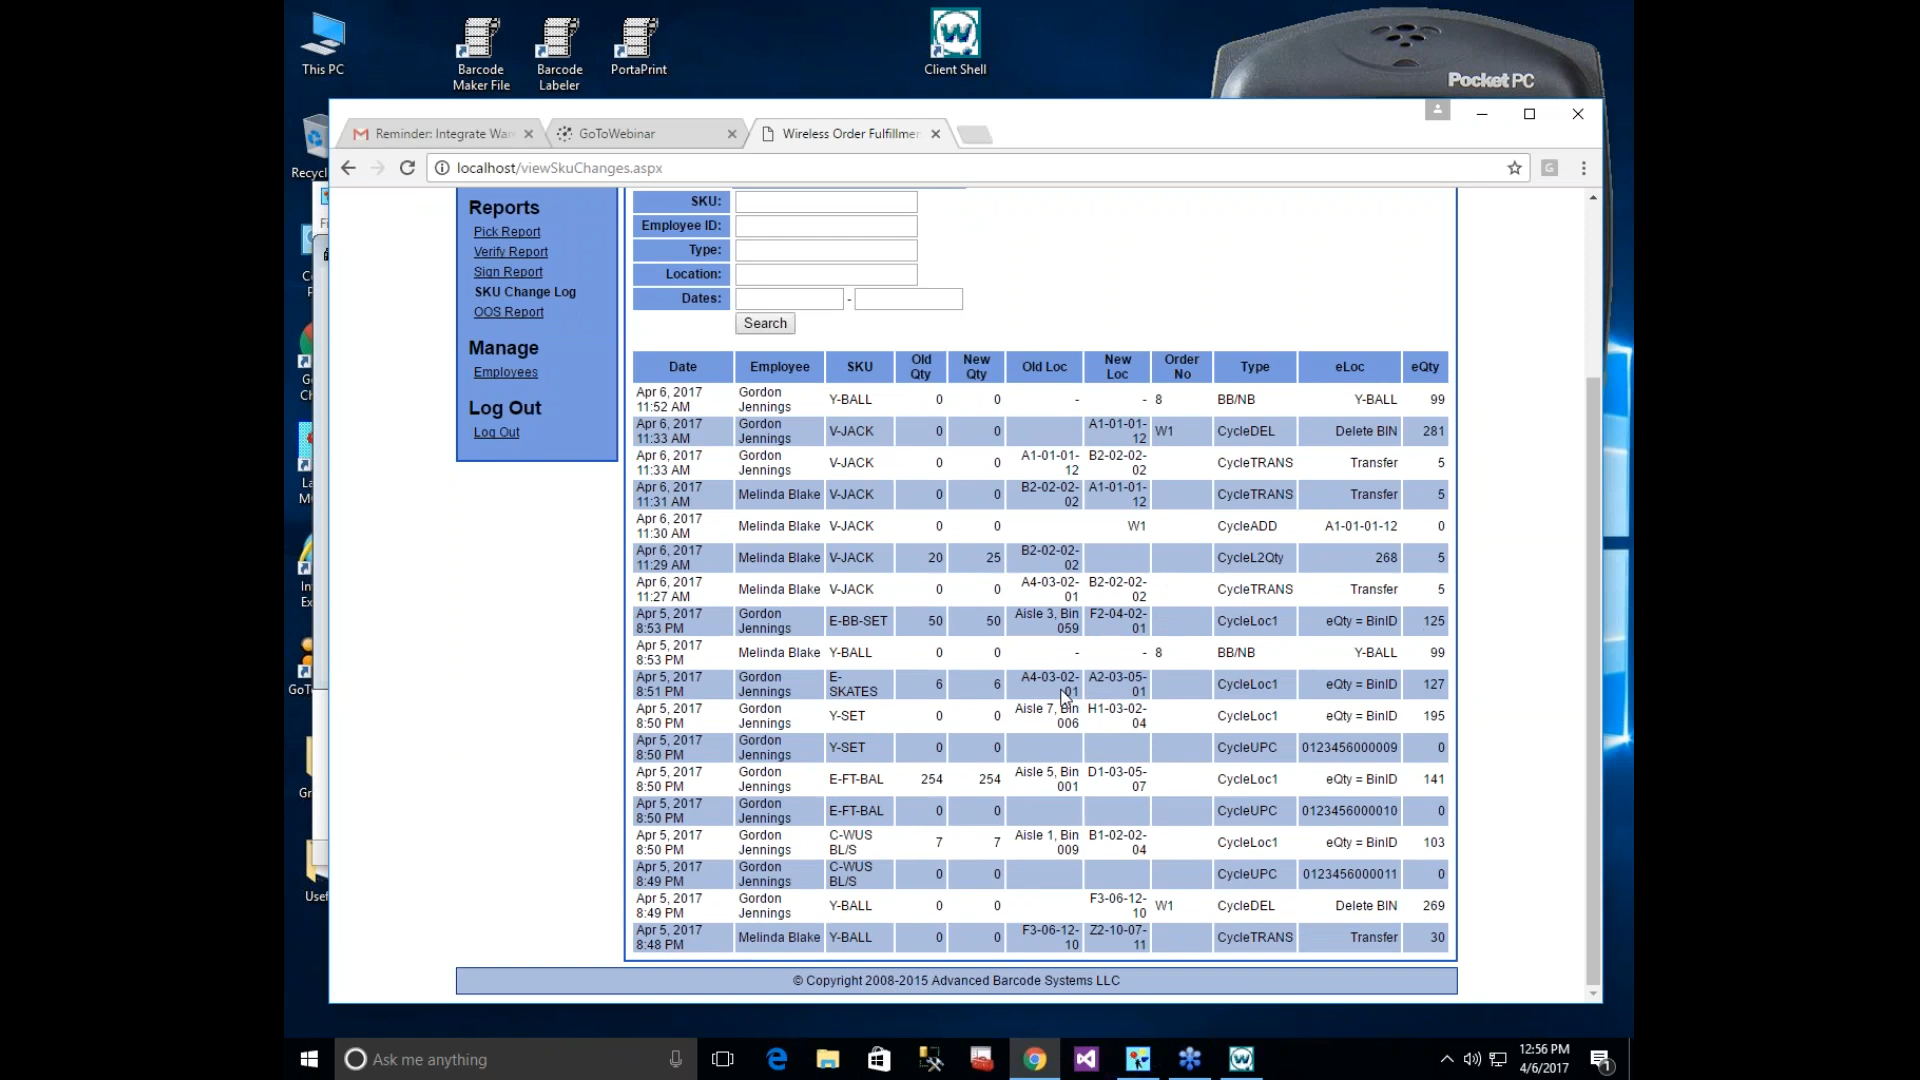 This PC
Barcode
Maker File
Barcode
Labeler
PortaPrint
Client Shell
Pocket PC
Recycl
Reminder: Integrate War
GoToWebinar
Wireless Order Fulfillmen
localhost/viewSkuChanges.aspx
Reports
Pick Report
Verify Report
Sign Report
SKU Change Log
OOS Report
Manage
Employees
Log Out
Log Out
SKU:
Employee ID:
Type:
Location:
Dates: -
Search
Date Employee SKU Old Qty New Qty Old Loc New Loc Order No Type eLoc eQty
Apr 6, 2017 11:52 AM Gordon Jennings Y-BALL 0 0 - - 8 BB/NB Y-BALL 99
Apr 6, 2017 11:33 AM Gordon Jennings V-JACK 0 0 A1-01-01-12 W1 CycleDEL Delete BIN 281
Apr 6, 2017 11:33 AM Gordon Jennings V-JACK 0 0 A1-01-01-12 B2-02-02-02 CycleTRANS Transfer 5
Apr 6, 2017 11:31 AM Melinda Blake V-JACK 0 0 B2-02-02-02 A1-01-01-12 CycleTRANS Transfer 5
Apr 6, 2017 11:30 AM Melinda Blake V-JACK 0 0 W1 CycleADD A1-01-01-12 0
Apr 6, 2017 11:29 AM Melinda Blake V-JACK 20 25 B2-02-02-02 CycleL2Qty 268 5
Apr 6, 2017 11:27 AM Melinda Blake V-JACK 0 0 A4-03-02-01 B2-02-02-02 CycleTRANS Transfer 5
Apr 5, 2017 8:53 PM Gordon Jennings E-BB-SET 50 50 Aisle 3, Bin 059 F2-04-02-01 CycleLoc1 eQty = BinID 125
Apr 5, 2017 8:53 PM Melinda Blake Y-BALL 0 0 - - 8 BB/NB Y-BALL 99
Apr 5, 2017 8:51 PM Gordon Jennings E-SKATES 6 6 A4-03-02-01 A2-03-05-01 CycleLoc1 eQty = BinID 127
Apr 5, 2017 8:50 PM Gordon Jennings Y-SET 0 0 Aisle 7, Bin 006 H1-03-02-04 CycleLoc1 eQty = BinID 195
Apr 5, 2017 8:50 PM Gordon Jennings Y-SET 0 0 CycleUPC 0123456000009 0
Apr 5, 2017 8:50 PM Gordon Jennings E-FT-BAL 254 254 Aisle 5, Bin 001 D1-03-05-07 CycleLoc1 eQty = BinID 141
Apr 5, 2017 8:50 PM Gordon Jennings E-FT-BAL 0 0 CycleUPC 0123456000010 0
Apr 5, 2017 8:50 PM Gordon Jennings C-WUS BL/S 7 7 Aisle 1, Bin 009 B1-02-02-04 CycleLoc1 eQty = BinID 103
Apr 5, 2017 8:49 PM Gordon Jennings C-WUS BL/S 0 0 CycleUPC 0123456000011 0
Apr 5, 2017 8:49 PM Gordon Jennings Y-BALL 0 0 F3-06-12-10 W1 CycleDEL Delete BIN 269
Apr 5, 2017 8:48 PM Melinda Blake Y-BALL 0 0 F3-06-12-10 Z2-10-07-11 CycleTRANS Transfer 30
© Copyright 2008-2015 Advanced Barcode Systems LLC
Ask me anything
12:56 PM
4/6/2017